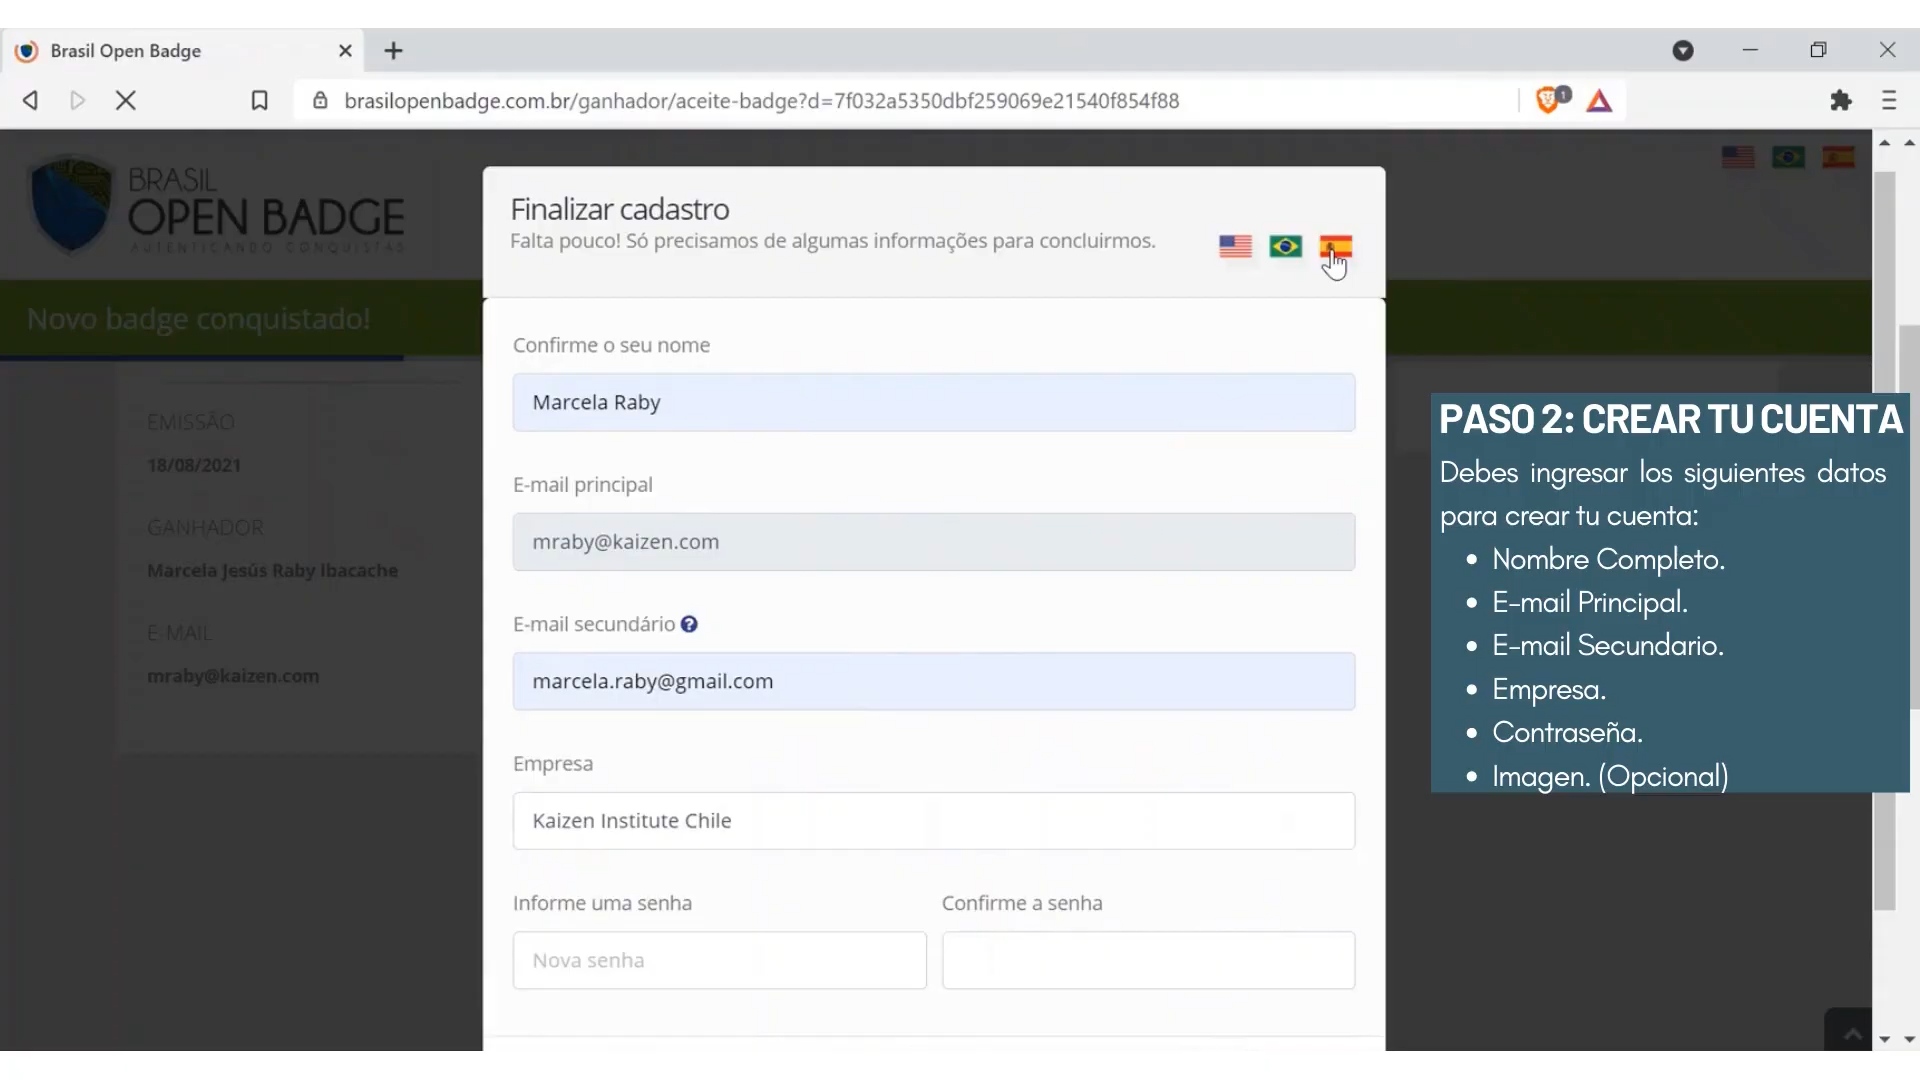 Brasil Open Badge
brasilopenbadge.com.br/ganhador/aceite-badge?d=7f032a5350dbf259069e21540f854f88
1
BRASIL
OPEN BADGE
AUTENTICANDO CONQUISTAS
Novo badge conquistado!
EMISSÃO
18/08/2021
GANHADOR
Marcela Jesús Raby Ibacache
E-MAIL
mraby@kaizen.com
Finalizar cadastro
Falta pouco! Só precisamos de algumas informações para concluirmos.
Confirme o seu nome
Marcela Raby
E-mail principal
mraby@kaizen.com
E-mail secundário ?
marcela.raby@gmail.com
Empresa
Kaizen Institute Chile
Informe uma senha
Confirme a senha
Nova senha
PASO 2: CREAR TU CUENTA
Debes ingresar los siguientes datos
para crear tu cuenta:
• Nombre Completo.
• E-mail Principal.
• E-mail Secundario.
• Empresa.
• Contraseña.
• Imagen. (Opcional)